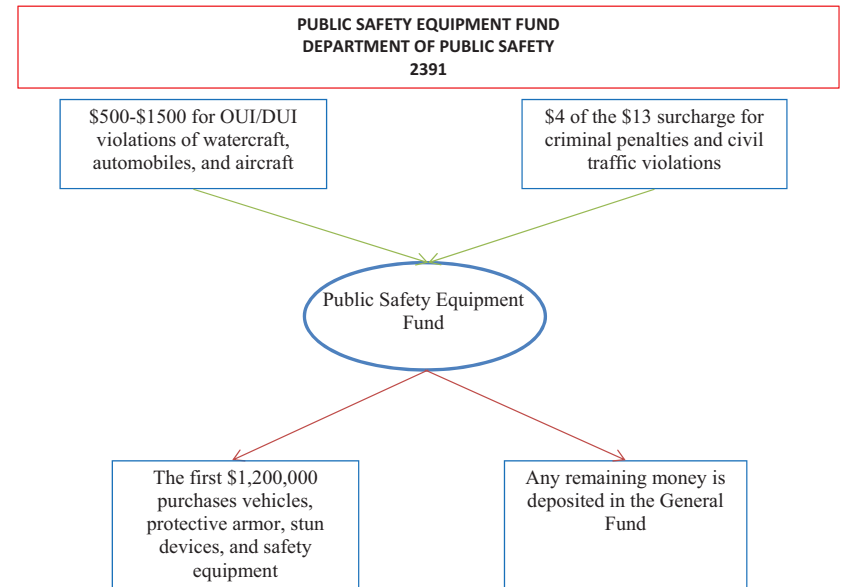 PUBLIC SAFETY EQUIPMENT FUND
DEPARTMENT OF PUBLIC SAFETY
2391
$500-$1500 for OUI/DUI
violations of watercraft,
automobiles, and aircraft
$4 of the $13 surcharge for
criminal penalties and civil
traffic violations
Public Safety Equipment
Fund
The first $1,200,000
purchases vehicles,
protective armor, stun
devices, and safety
equipment
Any remaining money is
deposited in the General
Fund